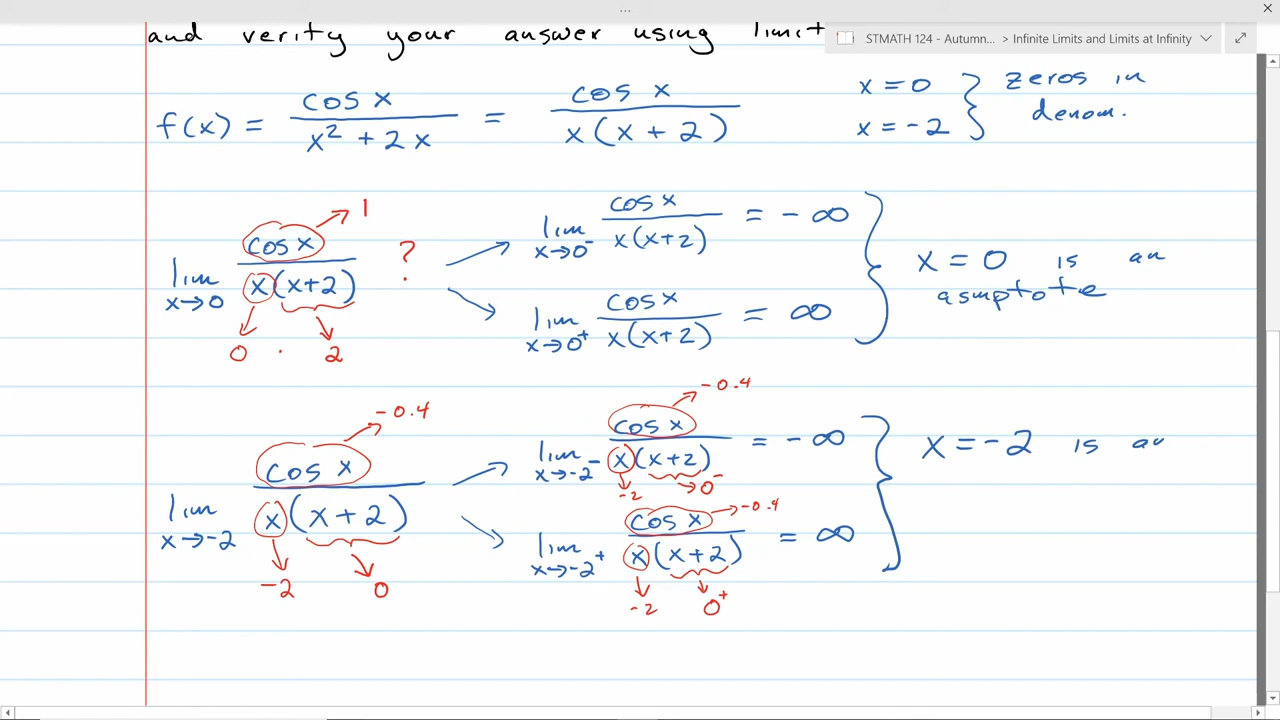 and verify your answer using limit
STMATH 124 - Autumn... > Infinite Limits and Limits at Infinity
f(x) = cos x / (x² + 2x) = cos x / (x(x + 2))
x = 0
x = -2
} zeros in
denom.
lim x→0 cos x / (x(x+2)) ?
→ 1
0 · 2
lim x→0⁻ cos x / (x(x+2)) = -∞
lim x→0⁺ cos x / (x(x+2)) = ∞
} x = 0 is an
asmptote
lim x→-2 cos x / (x(x + 2))
→ -0.4
-2
0
lim x→-2⁻ cos x / (x(x+2)) = -∞
→ -0.4
-2
→ 0⁻
lim x→-2⁺ cos x / (x(x+2)) = ∞
→ -0.4
-2
0⁺
} x = -2 is an